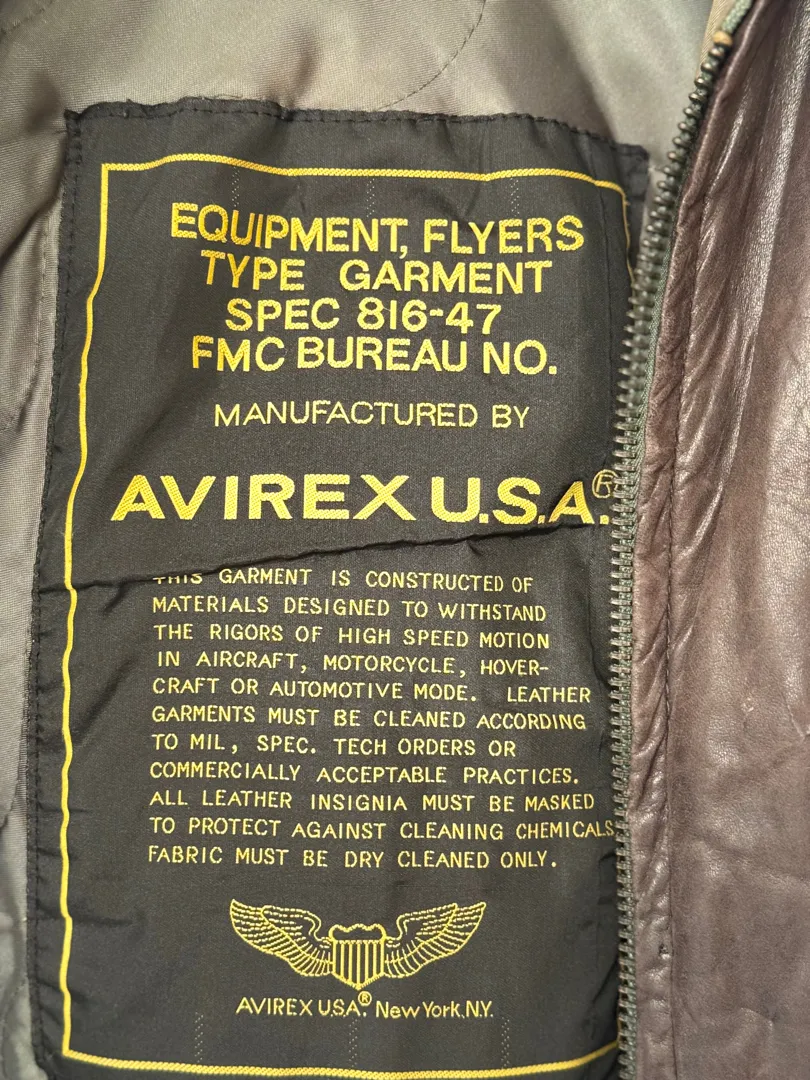 EQUIPMENT, FLYERS
TYPE GARMENT
SPEC 816-47
FMC BUREAU NO.
MANUFACTURED BY
AVIREX U.S.A.®
THIS GARMENT IS CONSTRUCTED OF
MATERIALS DESIGNED TO WITHSTAND
THE RIGORS OF HIGH SPEED MOTION
IN AIRCRAFT, MOTORCYCLE, HOVER-
CRAFT OR AUTOMOTIVE MODE. LEATHER
GARMENTS MUST BE CLEANED ACCORDING
TO MIL, SPEC. TECH ORDERS OR
COMMERCIALLY ACCEPTABLE PRACTICES.
ALL LEATHER INSIGNIA MUST BE MASKED
TO PROTECT AGAINST CLEANING CHEMICALS
FABRIC MUST BE DRY CLEANED ONLY.
AVIREX U.S.A.® New York, N.Y.